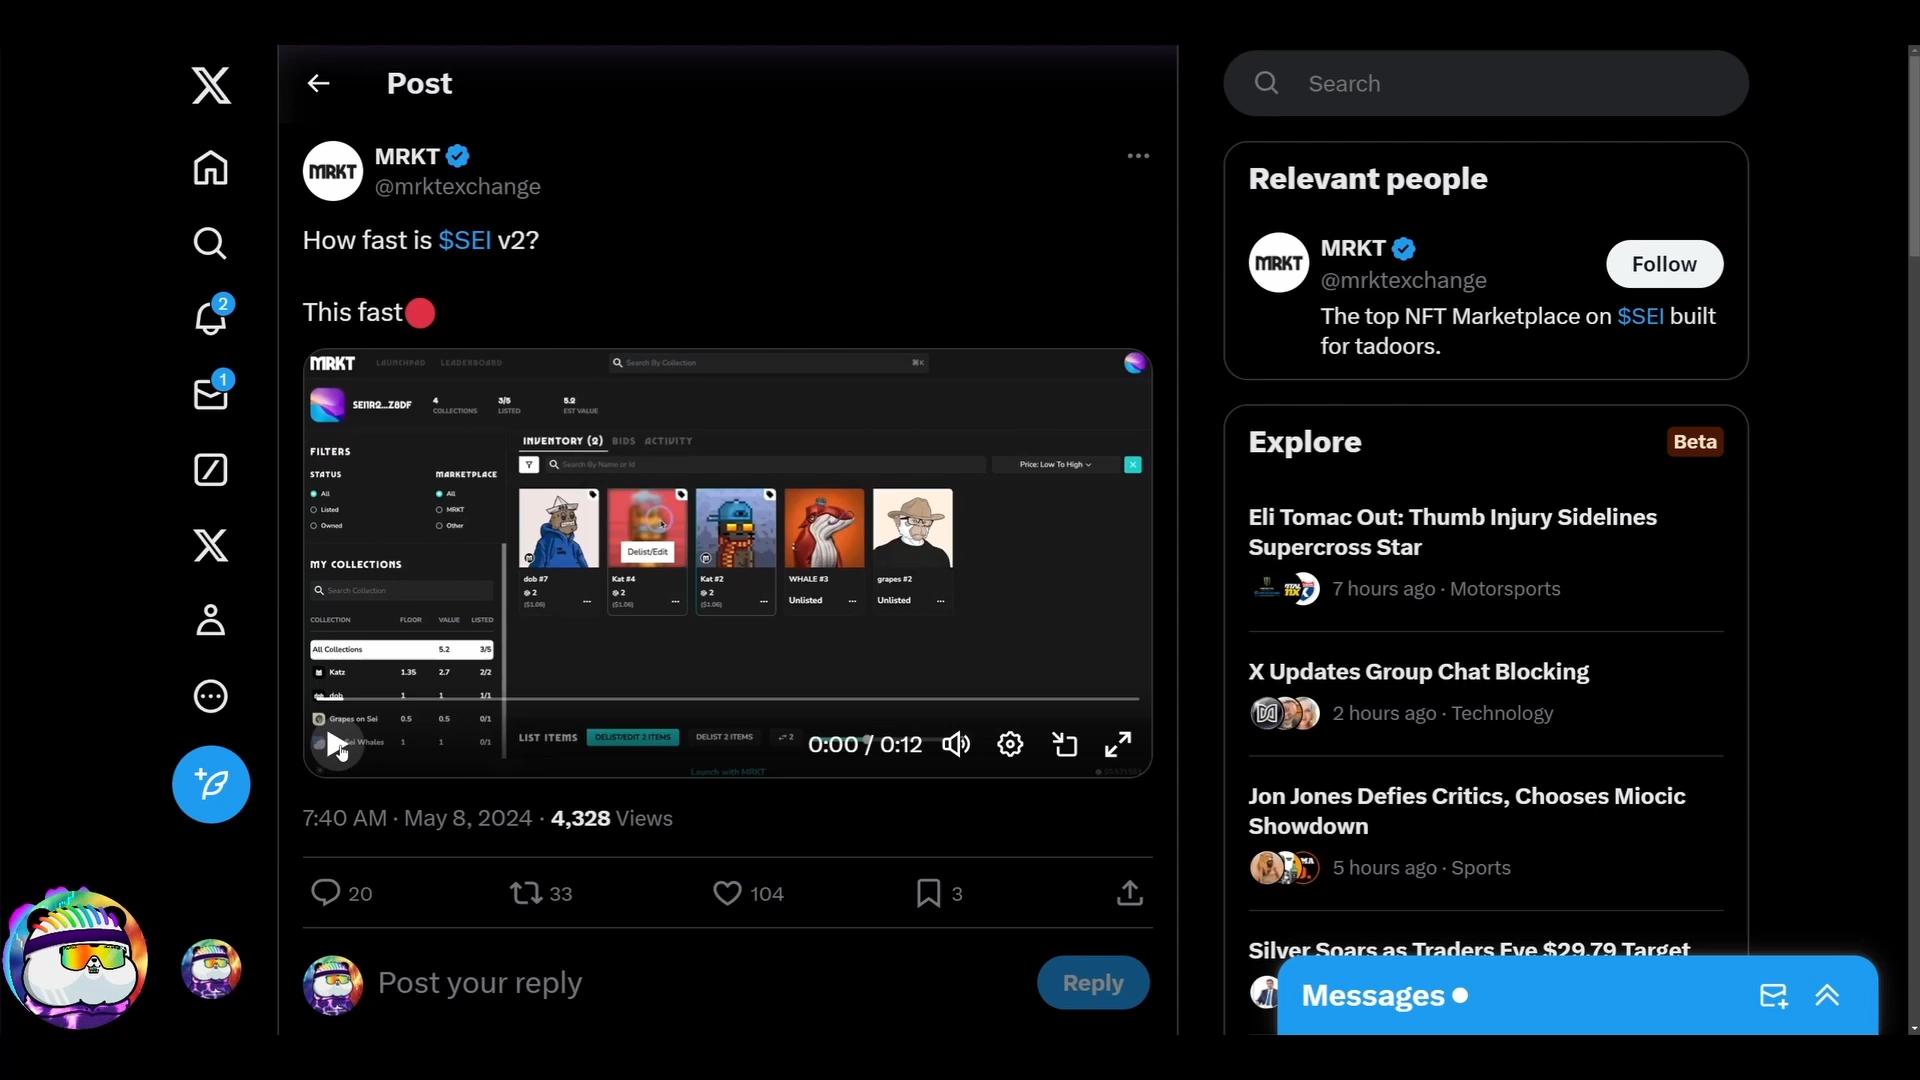 Post
Search
MRKT
MRKT
@mrktexchange
How fast is $SEI v2?
This fast
MRKT LAUNCHPAD LEADERBOARD
Search By Collection
⌘K
SEI1R2...Z8DF
4
COLLECTIONS
3/5
LISTED
5.2
EST VALUE
FILTERS
STATUS
All
Listed
Owned
MARKETPLACE
All
MRKT
Other
INVENTORY (2) BIDS ACTIVITY
Search By Name or Id
Price: Low To High
Delist/Edit
dob #7
2
($1.06)
Kat #4
2
($1.06)
Kat #2
2
($1.06)
WHALE #3
Unlisted
grapes #2
Unlisted
MY COLLECTIONS
Search Collection
COLLECTION FLOOR VALUE LISTED
All Collections 5.2 3/5
Katz 1.35 2.7 2/2
dob 1 1 1/1
Grapes on Sei 0.5 0.5 0/1
Sei Whales 1 1 0/1
LIST ITEMS
DELIST/EDIT 2 ITEMS
DELIST 2 ITEMS
2
0:00 / 0:12
Launch with MRKT
7:40 AM · May 8, 2024 · 4,328 Views
20
33
104
3
Post your reply
Reply
2
1
Relevant people
MRKT
MRKT
@mrktexchange
Follow
The top NFT Marketplace on $SEI built
for tadoors.
Explore
Beta
Eli Tomac Out: Thumb Injury Sidelines
Supercross Star
7 hours ago · Motorsports
X Updates Group Chat Blocking
2 hours ago · Technology
Jon Jones Defies Critics, Chooses Miocic
Showdown
5 hours ago · Sports
Silver Soars as Traders Eye $29.79 Target
Messages